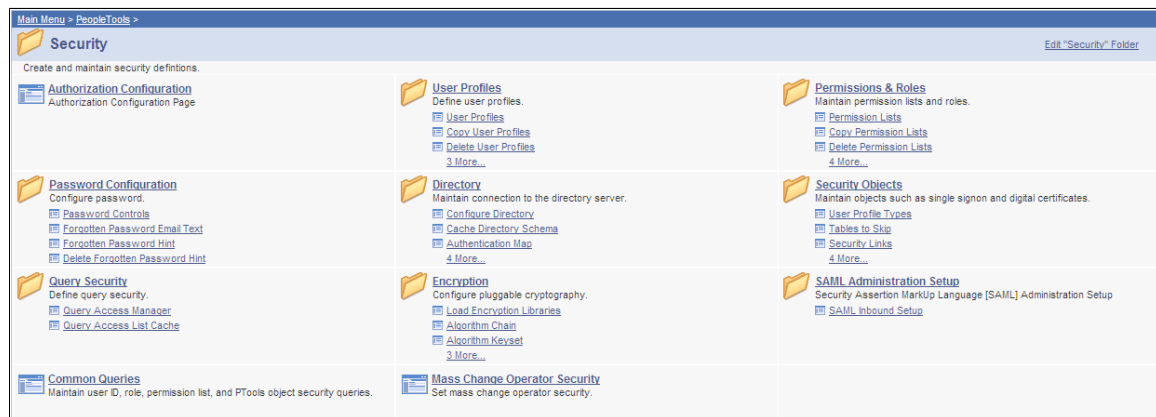 Main Menu > PeopleTools >
Security
Edit "Security" Folder
Create and maintain security defintions.
Authorization Configuration
Authorization Configuration Page
User Profiles
Define user profiles.
User Profiles
Copy User Profiles
Delete User Profiles
3 More...
Permissions & Roles
Maintain permission lists and roles.
Permission Lists
Copy Permission Lists
Delete Permission Lists
4 More...
Password Configuration
Configure password.
Password Controls
Forgotten Password Email Text
Forgotten Password Hint
Delete Forgotten Password Hint
Directory
Maintain connection to the directory server.
Configure Directory
Cache Directory Schema
Authentication Map
4 More...
Security Objects
Maintain objects such as single signon and digital certificates.
User Profile Types
Tables to Skip
Security Links
4 More...
Query Security
Define query security.
Query Access Manager
Query Access List Cache
Encryption
Configure pluggable cryptography.
Load Encryption Libraries
Algorithm Chain
Algorithm Keyset
3 More...
SAML Administration Setup
Security Assertion MarkUp Language [SAML] Administration Setup
SAML Inbound Setup
Common Queries
Maintain user ID, role, permission list, and PTools object security queries.
Mass Change Operator Security
Set mass change operator security.